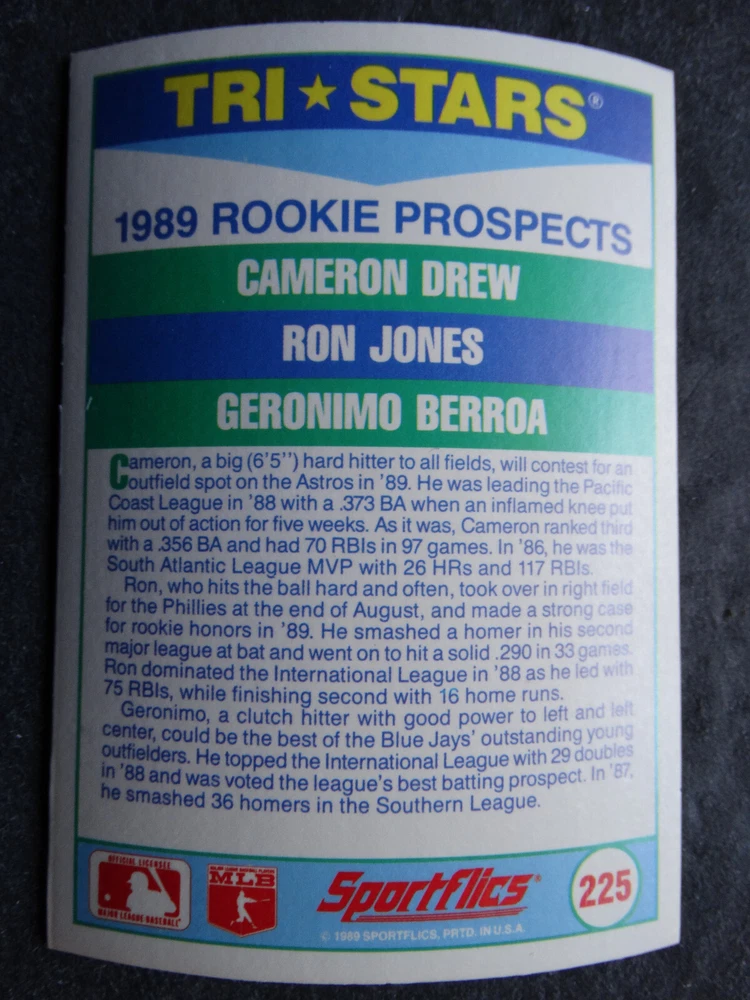 TRI ★ STARS®
1989 ROOKIE PROSPECTS
CAMERON DREW
RON JONES
GERONIMO BERROA
Cameron, a big (6'5'') hard hitter to all fields, will contest for an
outfield spot on the Astros in '89. He was leading the Pacific
Coast League in '88 with a .373 BA when an inflamed knee put
him out of action for five weeks. As it was, Cameron ranked third
with a .356 BA and had 70 RBIs in 97 games. In '86, he was the
South Atlantic League MVP with 26 HRs and 117 RBIs.
Ron, who hits the ball hard and often, took over in right field
for the Phillies at the end of August, and made a strong case
for rookie honors in '89. He smashed a homer in his second
major league at bat and went on to hit a solid .290 in 33 games.
Ron dominated the International League in '88 as he led with
75 RBIs, while finishing second with 16 home runs.
Geronimo, a clutch hitter with good power to left and left
center, could be the best of the Blue Jays' outstanding young
outfielders. He topped the International League with 29 doubles
in '88 and was voted the league's best batting prospect. In '87,
he smashed 36 homers in the Southern League.
OFFICIAL LICENSEE
MAJOR LEAGUE BASEBALL
MAJOR LEAGUE BASEBALL PLAYERS
MLB
Sportflics®
225
© 1989 SPORTFLICS, PRTD. IN U.S.A.